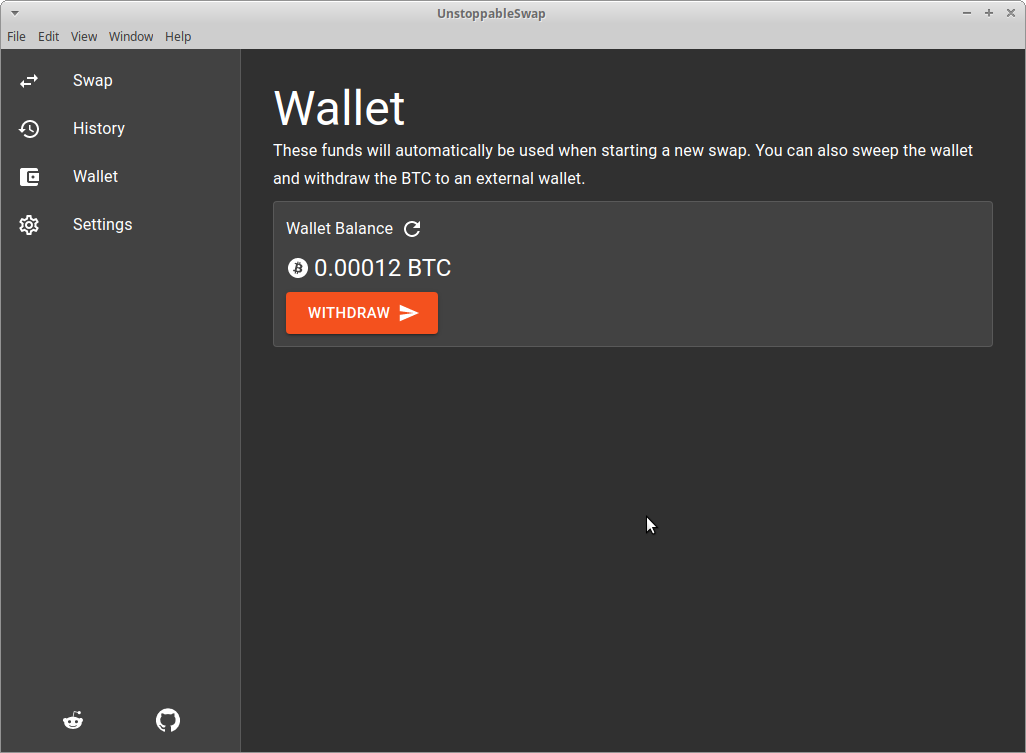 UnstoppableSwap
File Edit View Window Help
Swap
History
Wallet
Settings
Wallet
These funds will automatically be used when starting a new swap. You can also sweep the wallet
and withdraw the BTC to an external wallet.
Wallet Balance
0.00012 BTC
WITHDRAW